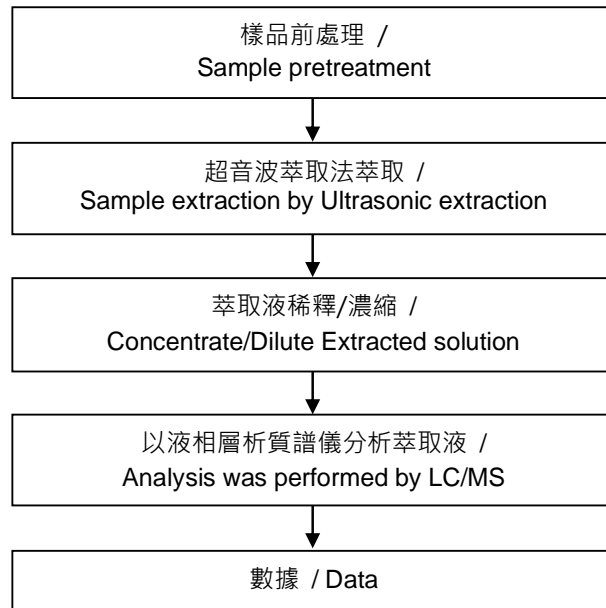 樣品前處理 /
Sample pretreatment
超音波萃取法萃取 /
Sample extraction by Ultrasonic extraction
萃取液稀釋/濃縮 /
Concentrate/Dilute Extracted solution
以液相層析質譜儀分析萃取液 /
Analysis was performed by LC/MS
數據 / Data